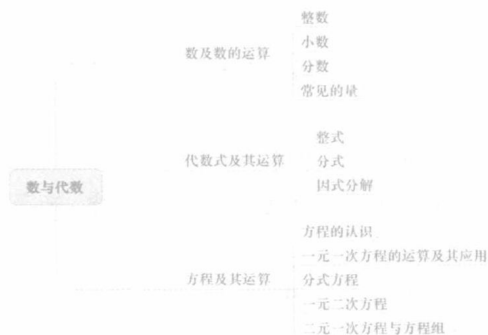 整数
小数
数及数的运算
分数
常见的量
整式
代数式及其运算
分式
因式分解
数与代数
方程的认识
一元一次方程的运算及其应用
方程及其运算
分式方程
一元二次方程
二元一次方程与方程组